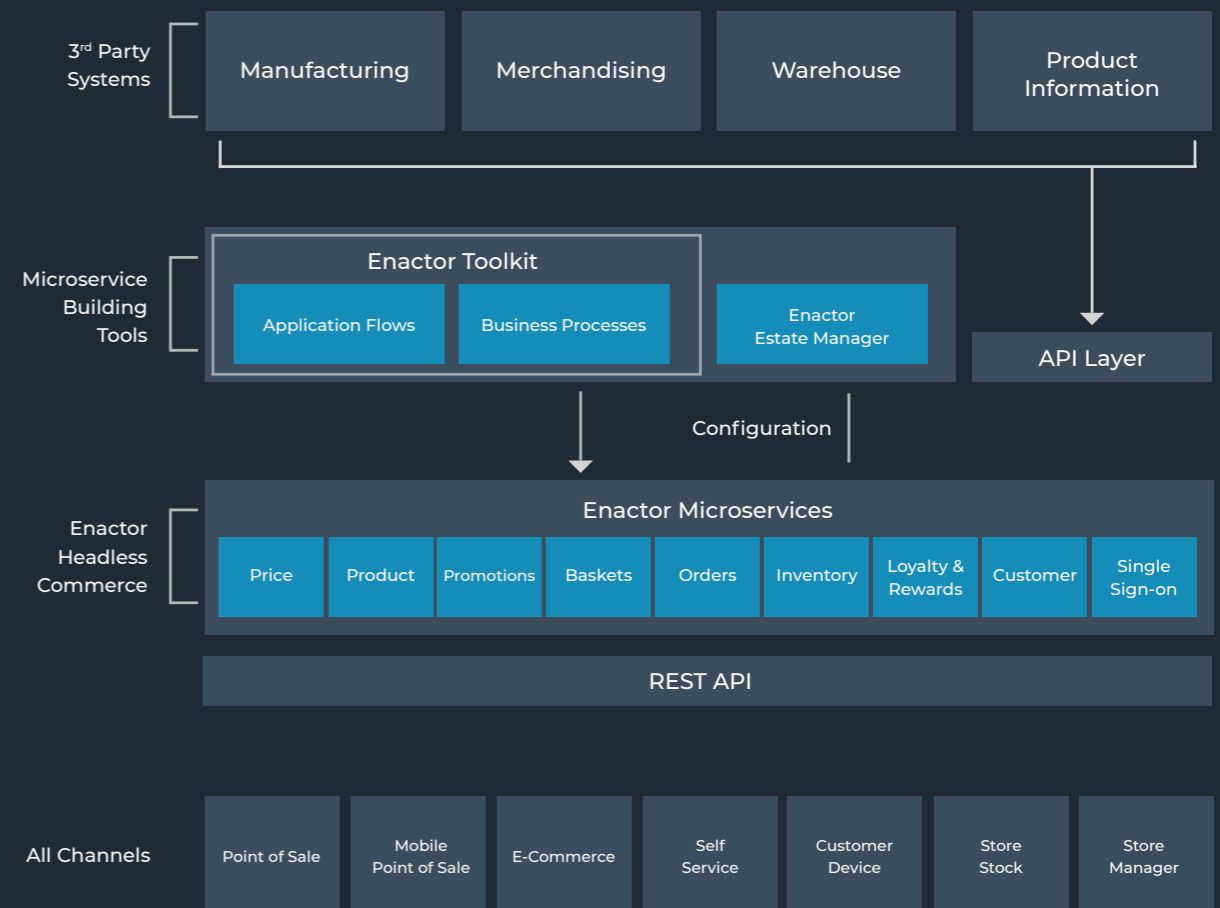 3rd Party
Systems
Manufacturing
Merchandising
Warehouse
Product
Information
Microservice
Building
Tools
Enactor Toolkit
Application Flows
Business Processes
Enactor
Estate Manager
API Layer
Configuration
Enactor
Headless
Commerce
Enactor Microservices
Price
Product
Promotions
Baskets
Orders
Inventory
Loyalty &
Rewards
Customer
Single
Sign-on
REST API
All Channels
Point of Sale
Mobile
Point of Sale
E-Commerce
Self
Service
Customer
Device
Store
Stock
Store
Manager